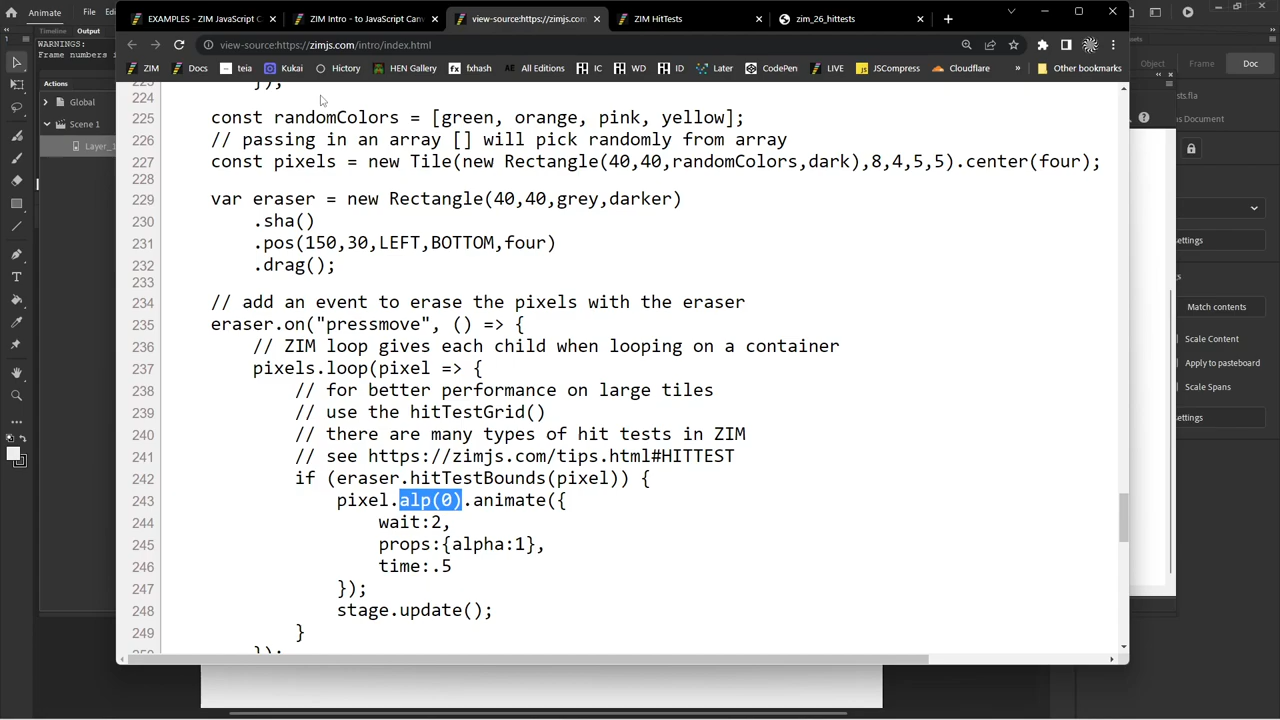 Animate
File
EXAMPLES - ZIM JavaScript C
ZIM Intro - to JavaScript Canv
view-source:https://zimjs.com/in
ZIM HitTests
zim_26_hittests
view-source:https://zimjs.com/intro/index.html
ZIM
Docs
teia
Kukai
Hictory
HEN Gallery
fxhash
All Editions
IC
WD
ID
Later
CodePen
LIVE
JSCompress
Cloudflare
»
Other bookmarks
Timeline
Output
WARNINGS:
Frame numbers i
Actions
Global
Scene 1
Layer_
224
225 const randomColors = [green, orange, pink, yellow];
226 // passing in an array [] will pick randomly from array
227 const pixels = new Tile(new Rectangle(40,40,randomColors,dark),8,4,5,5).center(four);
228
229 var eraser = new Rectangle(40,40,grey,darker)
230 .sha()
231 .pos(150,30,LEFT,BOTTOM,four)
232 .drag();
233
234 // add an event to erase the pixels with the eraser
235 eraser.on("pressmove", () => {
236 // ZIM loop gives each child when looping on a container
237 pixels.loop(pixel => {
238 // for better performance on large tiles
239 // use the hitTestGrid()
240 // there are many types of hit tests in ZIM
241 // see https://zimjs.com/tips.html#HITTEST
242 if (eraser.hitTestBounds(pixel)) {
243 pixel.alp(0).animate({
244 wait:2,
245 props:{alpha:1},
246 time:.5
247 });
248 stage.update();
249 }
Object
Frame
Doc
sts.fla
s Document
settings
Match contents
Scale Content
Apply to pasteboard
Scale Spans
settings